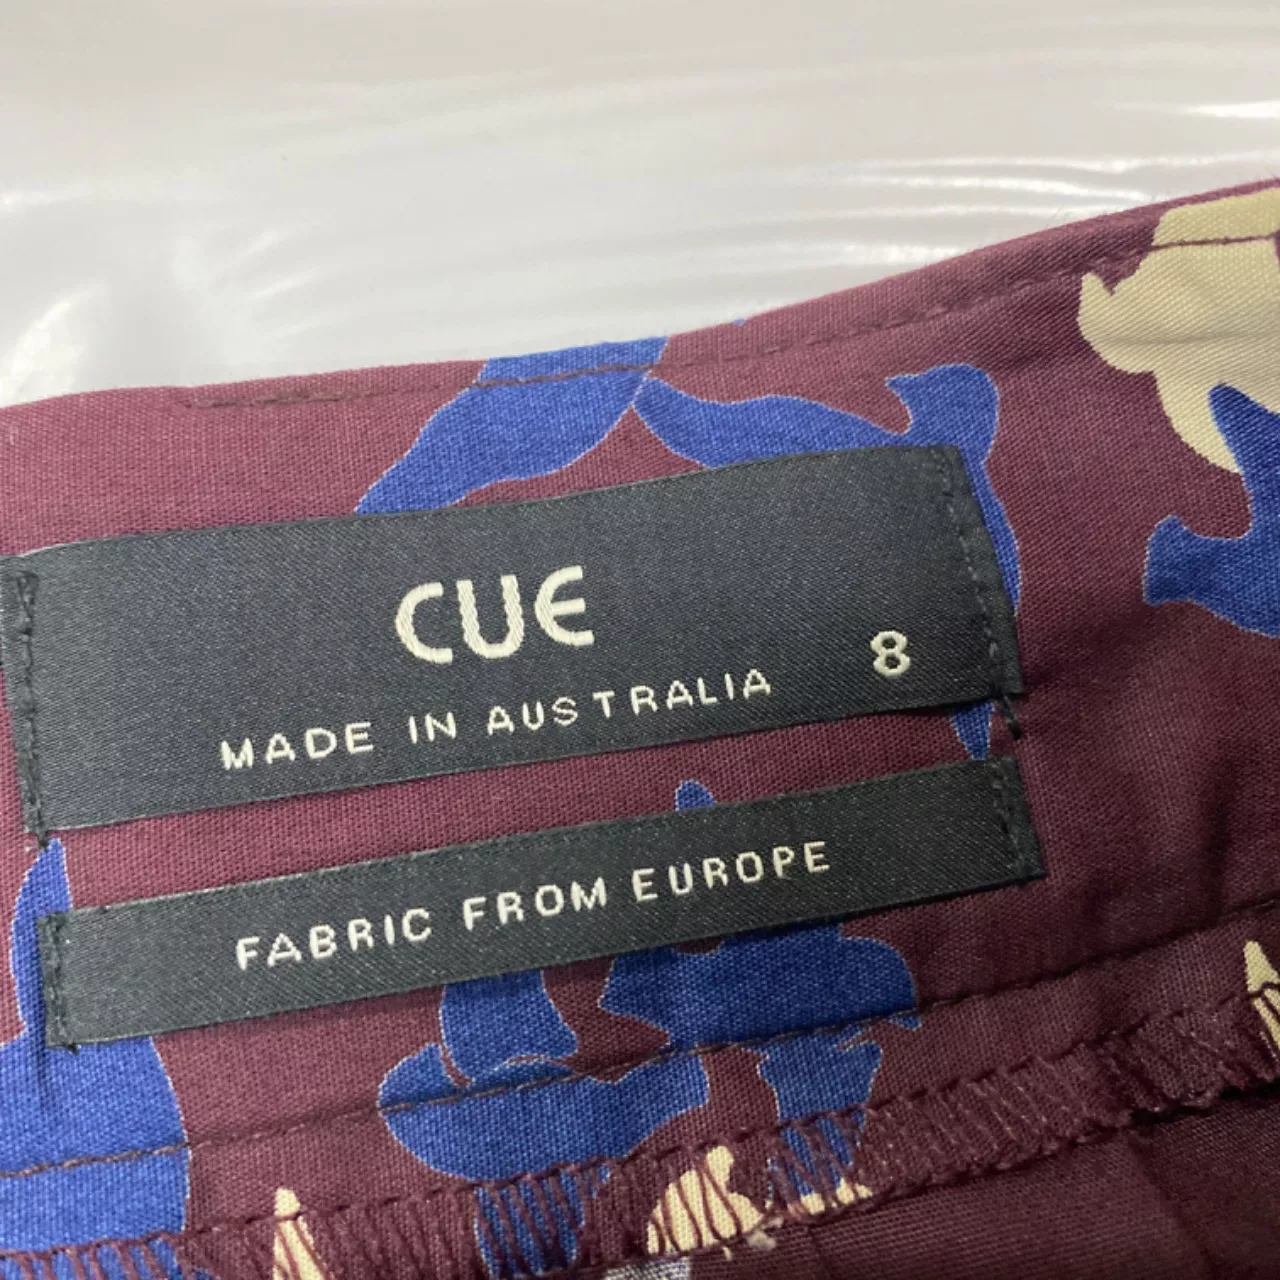 CUE
MADE IN AUSTRALIA 8
FABRIC FROM EUROPE